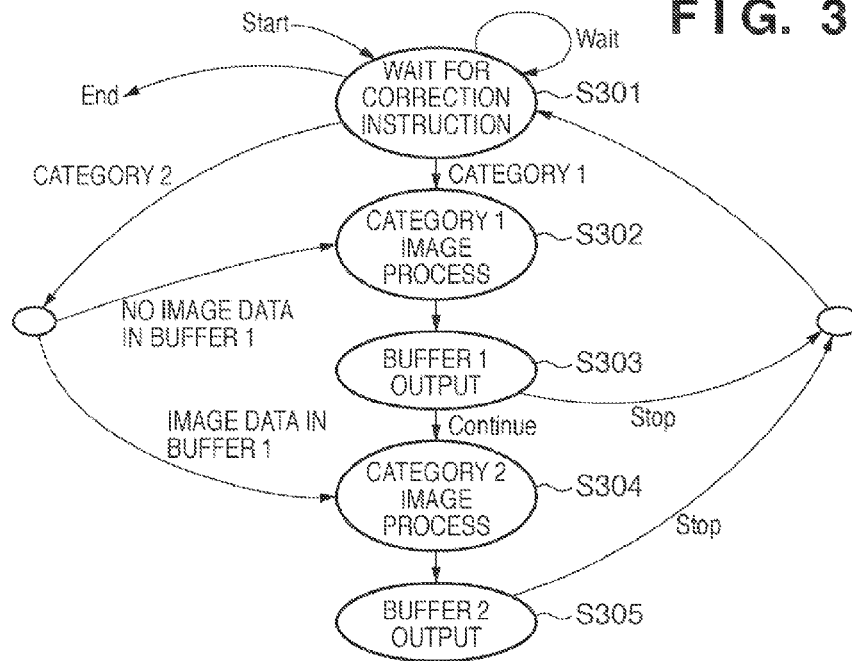 FIG. 3
Start
Wait
WAIT FOR
CORRECTION
INSTRUCTION
S301
End
CATEGORY 2
CATEGORY 1
CATEGORY 1
IMAGE
PROCESS
S302
NO IMAGE DATA
IN BUFFER 1
BUFFER 1
OUTPUT
S303
Stop
IMAGE DATA IN
BUFFER 1
Continue
CATEGORY 2
IMAGE
PROCESS
S304
Stop
BUFFER 2
OUTPUT
S305